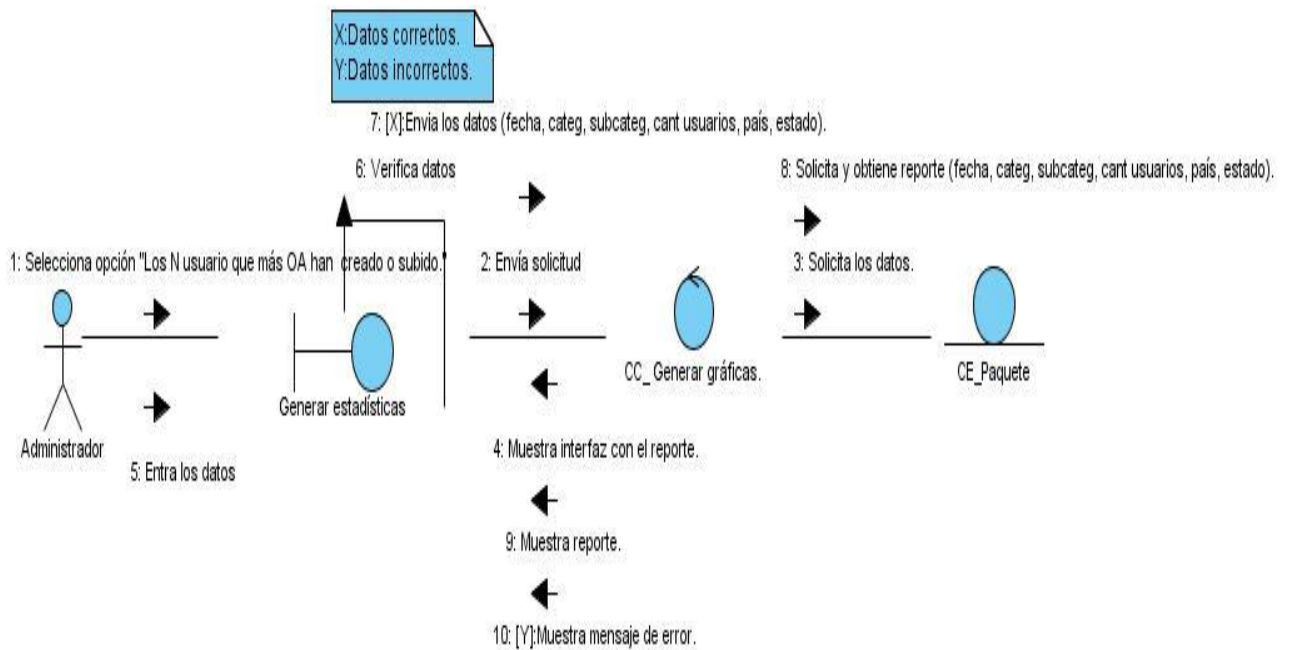 X:Datos correctos.
Y:Datos incorrectos.
7: [X]:Envia los datos (fecha, categ, subcateg, cant usuarios, país, estado).
6: Verifica datos
8: Solicita y obtiene reporte (fecha, categ, subcateg, cant usuarios, país, estado).
1: Selecciona opción "Los N usuario que más OA han creado o subido."
2: Envía solicitud
3: Solicita los datos.
CC_ Generar gráficas.
CE_Paquete
Generar estadísticas
Administrador
4: Muestra interfaz con el reporte.
5: Entra los datos
9: Muestra reporte.
10: [Y]:Muestra mensaje de error.